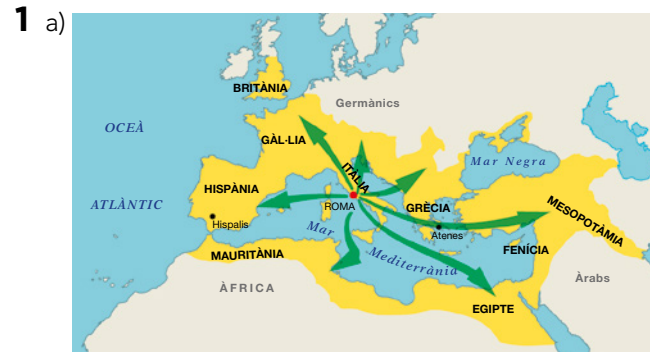 1 a)
BRITÀNIA
Germànics
OCEÀ
GÀL·LIA
Mar Negra
ITÀLIA
HISPÀNIA
ATLÀNTIC
ROMA
GRÈCIA
MESOPOTÀMIA
Hispalis
Mar
Atenes
MAURITÀNIA
Mediterrània
FENÍCIA
ÀFRICA
Àrabs
EGIPTE